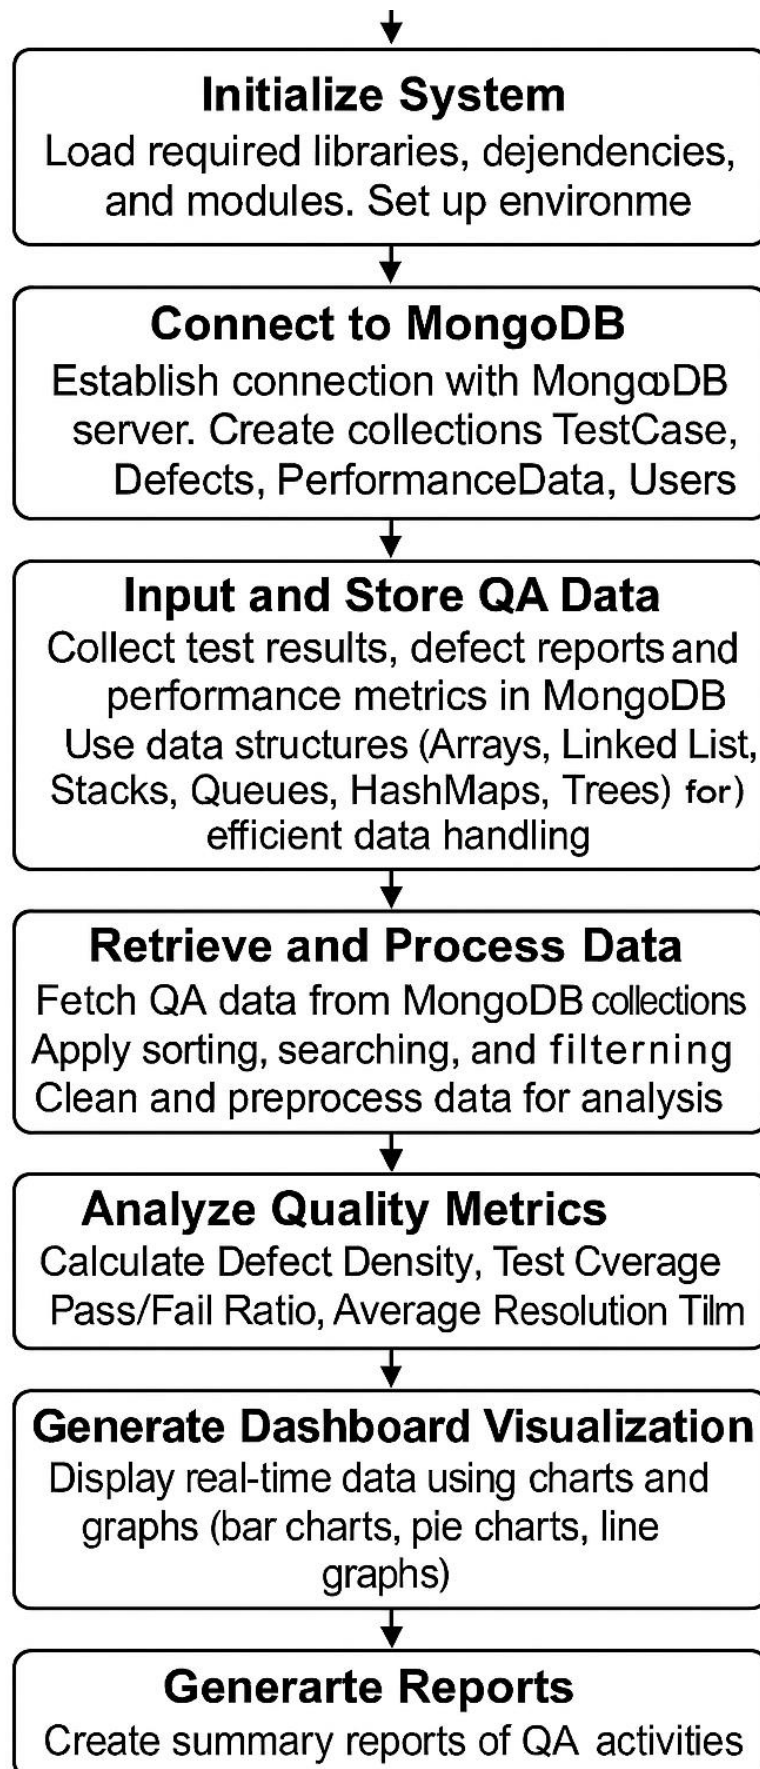 Initialize System
Load required libraries, dejendencies,
and modules. Set up environme
Connect to MongoDB
Establish connection with MongoDB
server. Create collections TestCase,
Defects, PerformanceData, Users
Input and Store QA Data
Collect test results, defect reports and
performance metrics in MongoDB
Use data structures (Arrays, Linked List,
Stacks, Queues, HashMaps, Trees) for)
efficient data handling
Retrieve and Process Data
Fetch QA data from MongoDB collections
Apply sorting, searching, and filterning
Clean and preprocess data for analysis
Analyze Quality Metrics
Calculate Defect Density, Test Cverage
Pass/Fail Ratio, Average Resolution Tilm
Generate Dashboard Visualization
Display real-time data using charts and
graphs (bar charts, pie charts, line
graphs)
Generarte Reports
Create summary reports of QA activities